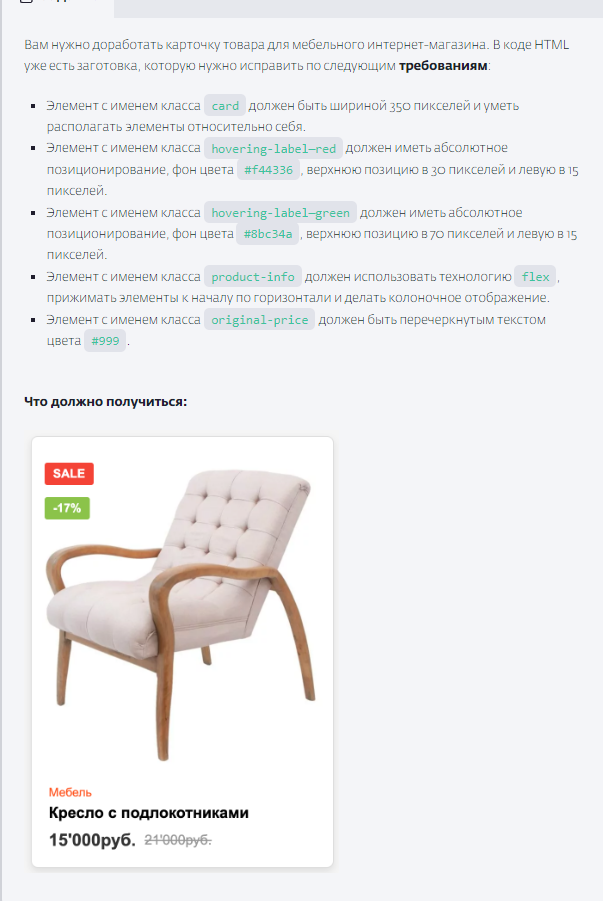 Вам нужно доработать карточку товара для мебельного интернет-магазина. В коде HTML
уже есть заготовка, которую нужно исправить по следующим требованиям:
Элемент с именем класса card должен быть шириной 350 пикселей и уметь
располагать элементы относительно себя.
Элемент с именем класса hovering-label—red должен иметь абсолютное
позиционирование, фон цвета #f44336, верхнюю позицию в 30 пикселей и левую в 15
пикселей.
Элемент с именем класса hovering-label—green должен иметь абсолютное
позиционирование, фон цвета #8bc34a, верхнюю позицию в 70 пикселей и левую в 15
пикселей.
Элемент с именем класса product-info должен использовать технологию flex,
прижимать элементы к началу по горизонтали и делать колоночное отображение.
Элемент с именем класса original-price должен быть перечеркнутым текстом
цвета #999.
Что должно получиться:
SALE
-17%
Мебель
Кресло с подлокотниками
15'000руб. 21'000руб.